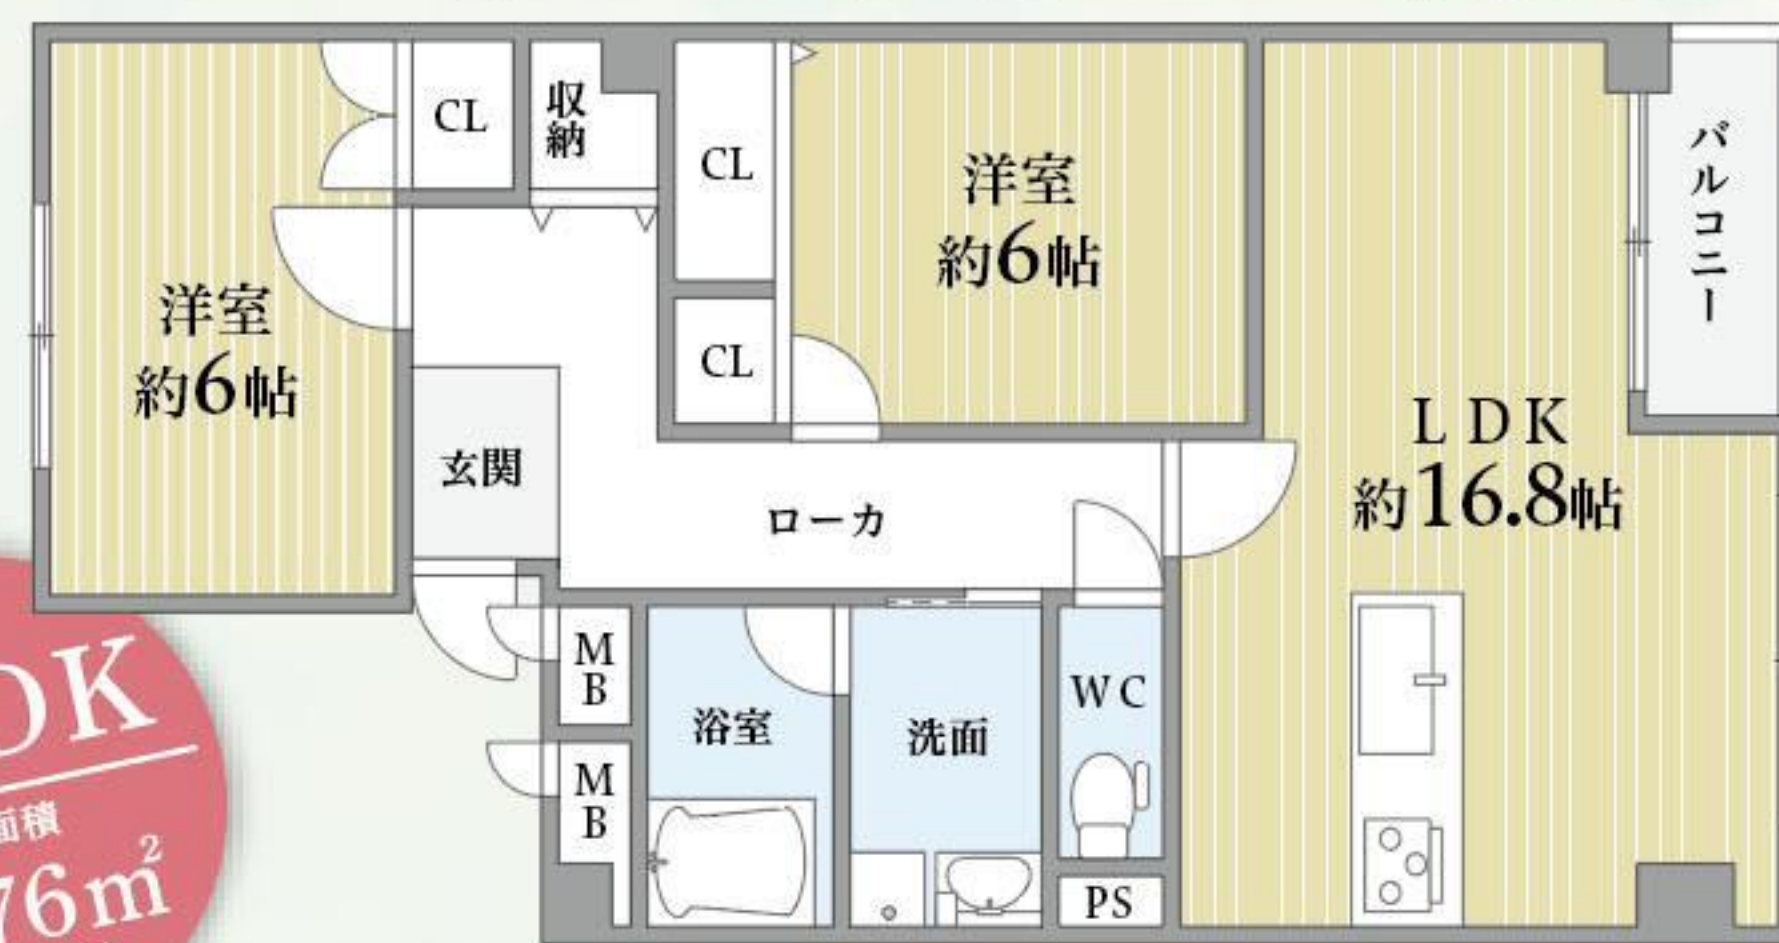 CL
収納
CL
洋室
約6帖
バルコニー
洋室
約6帖
CL
LDK
約16.8帖
玄関
ローカ
MB
浴室
洗面
WC
MB
PS
DK
面積
76m²